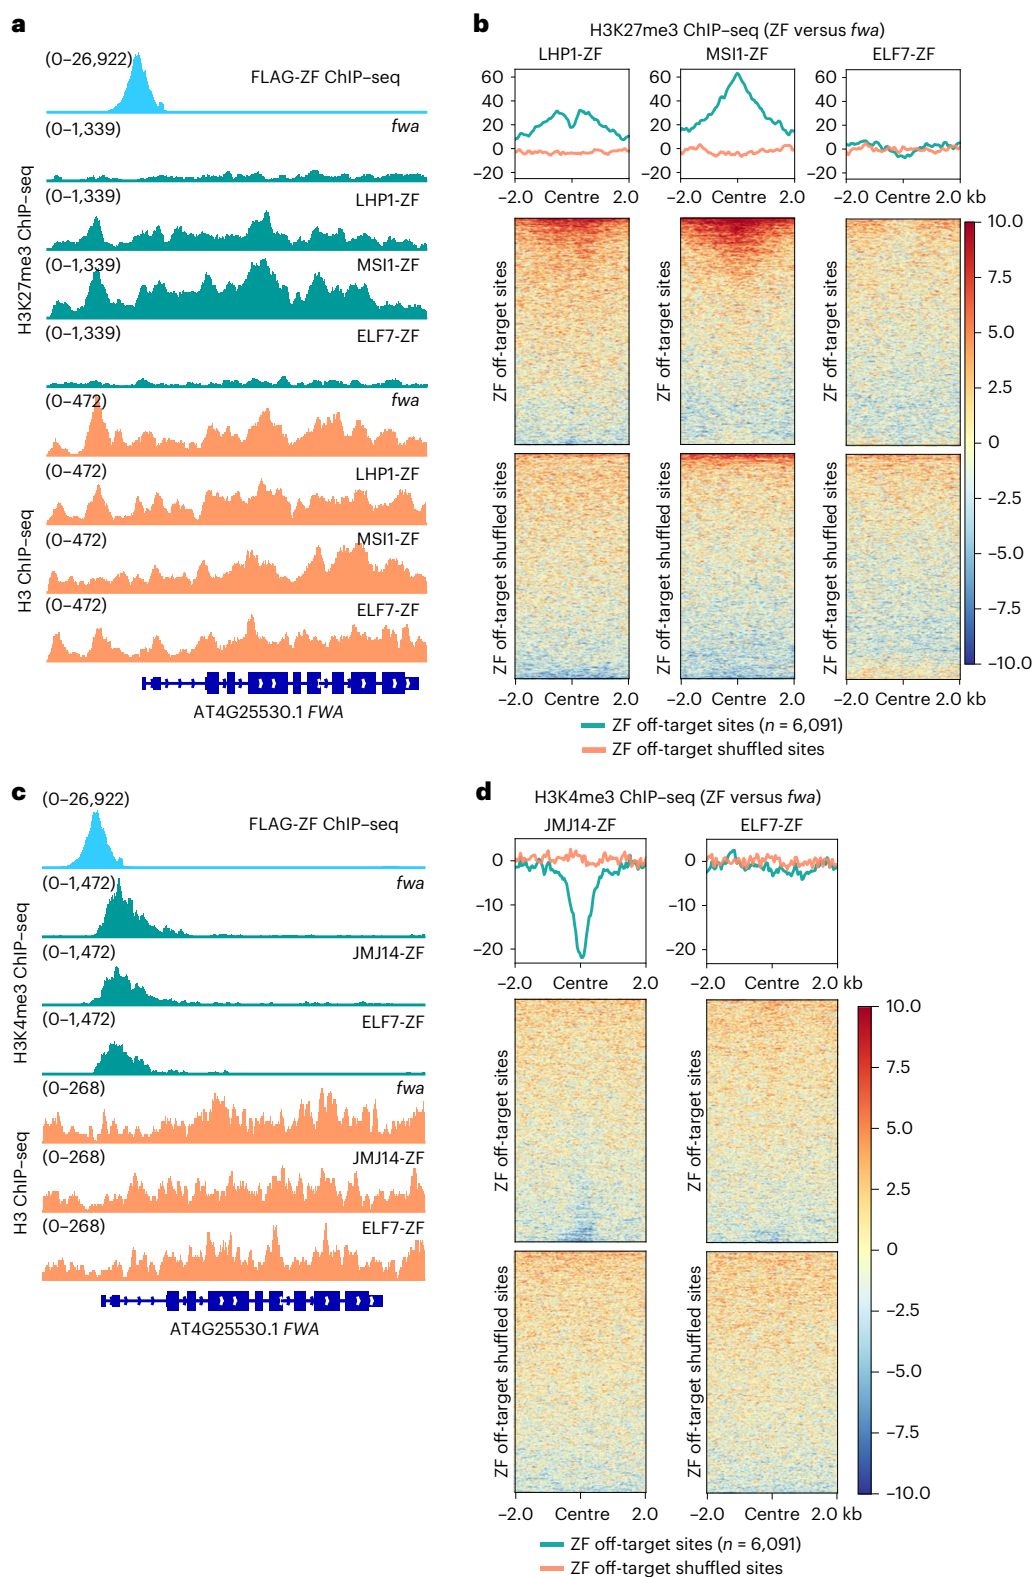 a
(0–26,922)
FLAG-ZF ChIP–seq
(0–1,339)
fwa
H3K27me3 ChIP–seq
(0–1,339)
LHP1-ZF
(0–1,339)
MSI1-ZF
(0–1,339)
ELF7-ZF
(0–472)
fwa
H3 ChIP–seq
(0–472)
LHP1-ZF
(0–472)
MSI1-ZF
(0–472)
ELF7-ZF
AT4G25530.1 FWA
b
H3K27me3 ChIP–seq (ZF versus fwa)
LHP1-ZF MSI1-ZF ELF7-ZF
60 60 60
40 40 40
20 20 20
0 0 0
–20 –20 –20
–2.0 Centre 2.0 –2.0 Centre 2.0 –2.0 Centre 2.0 kb
ZF off-target sites ZF off-target sites ZF off-target sites
ZF off-target shuffled sites ZF off-target shuffled sites ZF off-target shuffled sites
10.0
7.5
5.0
2.5
0
–2.5
–5.0
–7.5
–10.0
–2.0 Centre 2.0 –2.0 Centre 2.0 –2.0 Centre 2.0 kb
ZF off-target sites (n = 6,091)
ZF off-target shuffled sites
c
(0–26,922)
FLAG-ZF ChIP–seq
H3K4me3 ChIP–seq
(0–1,472)
fwa
(0–1,472)
JMJ14-ZF
(0–1,472)
ELF7-ZF
H3 ChIP–seq
(0–268)
fwa
(0–268)
JMJ14-ZF
(0–268)
ELF7-ZF
AT4G25530.1 FWA
d
H3K4me3 ChIP–seq (ZF versus fwa)
JMJ14-ZF ELF7-ZF
0 0
–10 –10
–20 –20
–2.0 Centre 2.0 –2.0 Centre 2.0 kb
ZF off-target sites ZF off-target sites
ZF off-target shuffled sites ZF off-target shuffled sites
10.0
7.5
5.0
2.5
0
–2.5
–5.0
–7.5
–10.0
–2.0 Centre 2.0 –2.0 Centre 2.0 kb
ZF off-target sites (n = 6,091)
ZF off-target shuffled sites